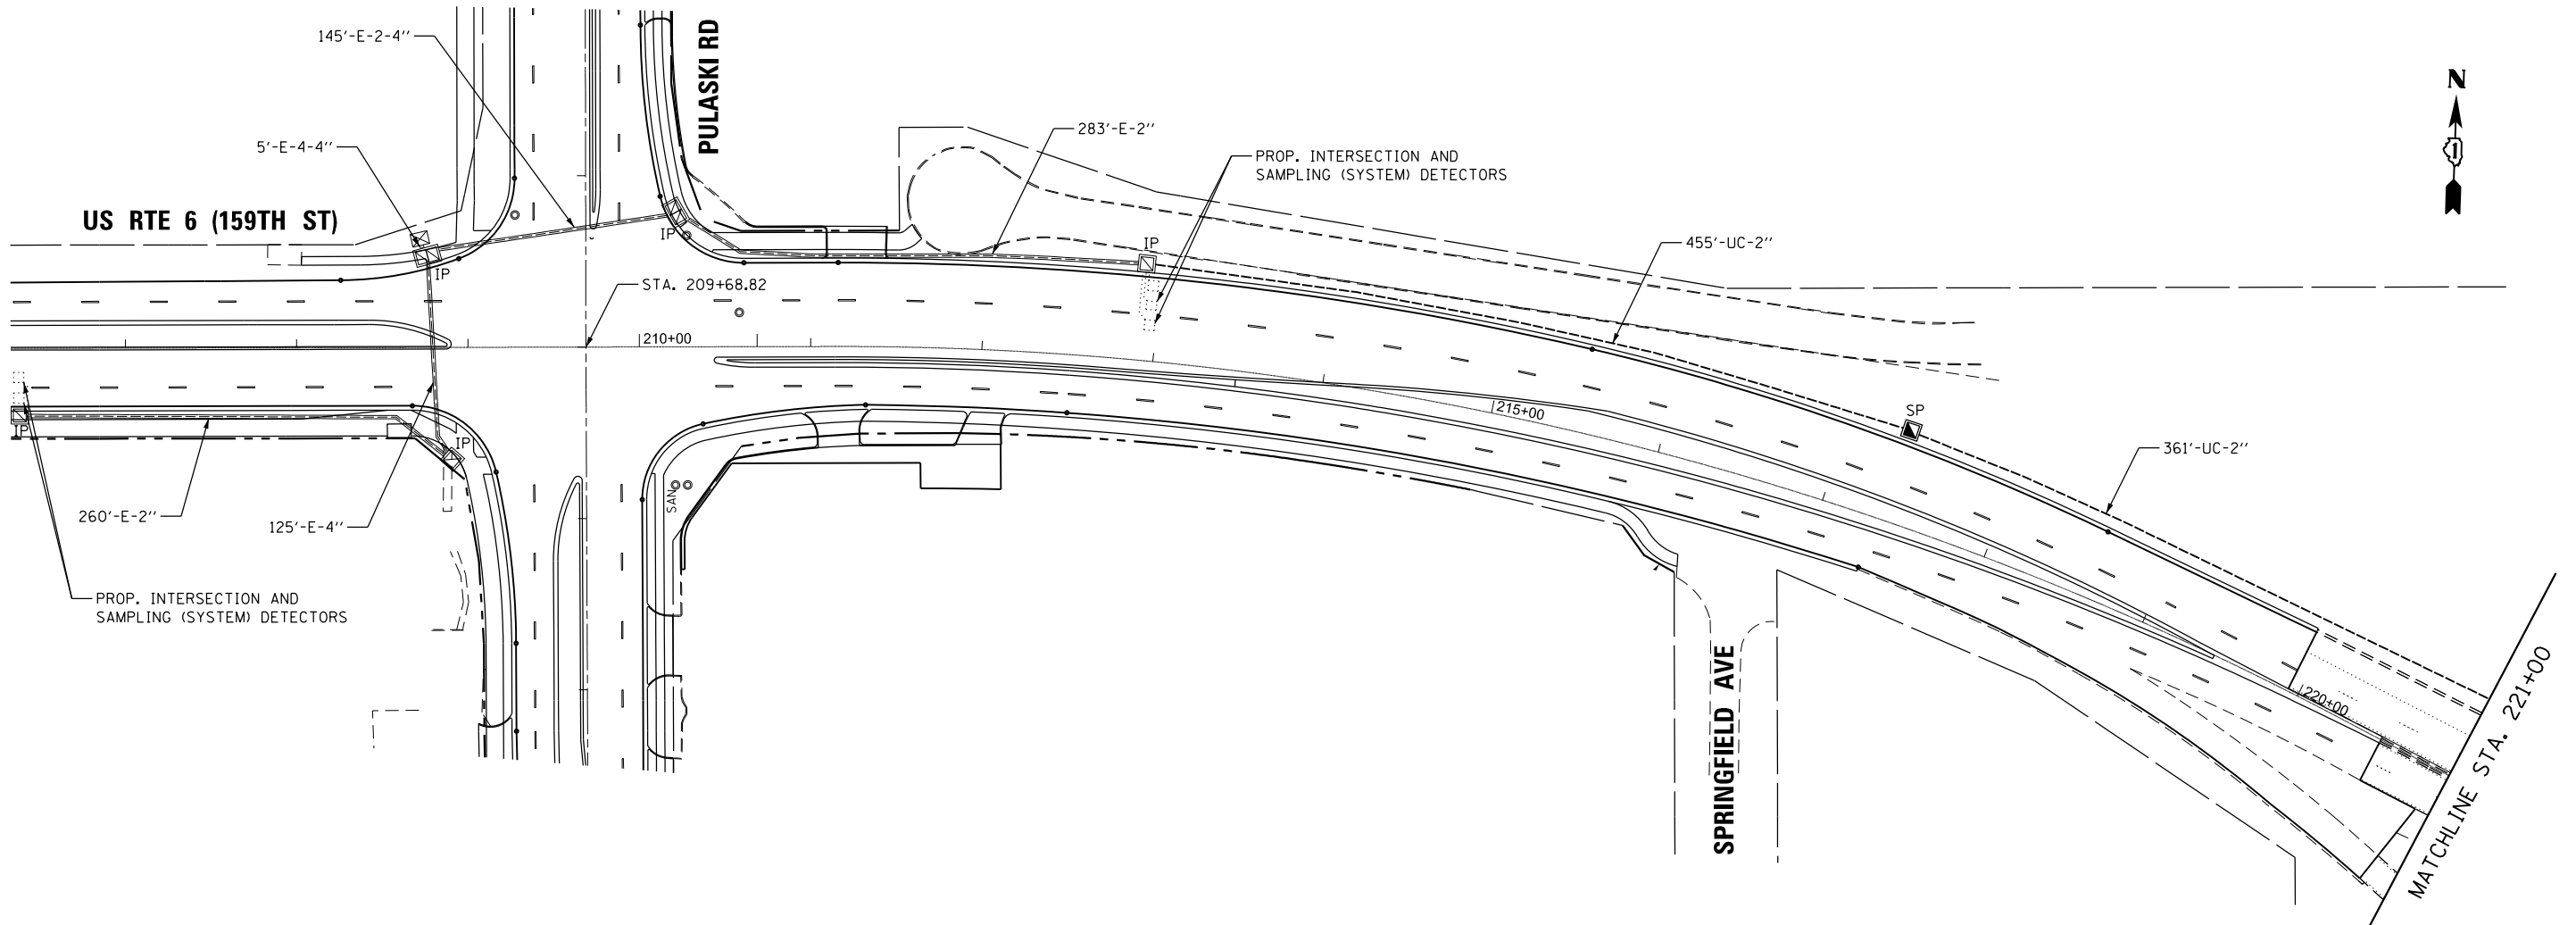 145'-E-2-4''
PULASKI RD
N
1
5'-E-4-4''
283'-E-2''
PROP. INTERSECTION AND
SAMPLING (SYSTEM) DETECTORS
US RTE 6 (159TH ST)
IP
IP
IP
455'-UC-2''
STA. 209+68.82
210+00
215+00
SP
IP
IP
361'-UC-2''
SAN
260'-E-2''
125'-E-4''
PROP. INTERSECTION AND
SAMPLING (SYSTEM) DETECTORS
SPRINGFIELD AVE
220+00
MATCHLINE STA. 221+00